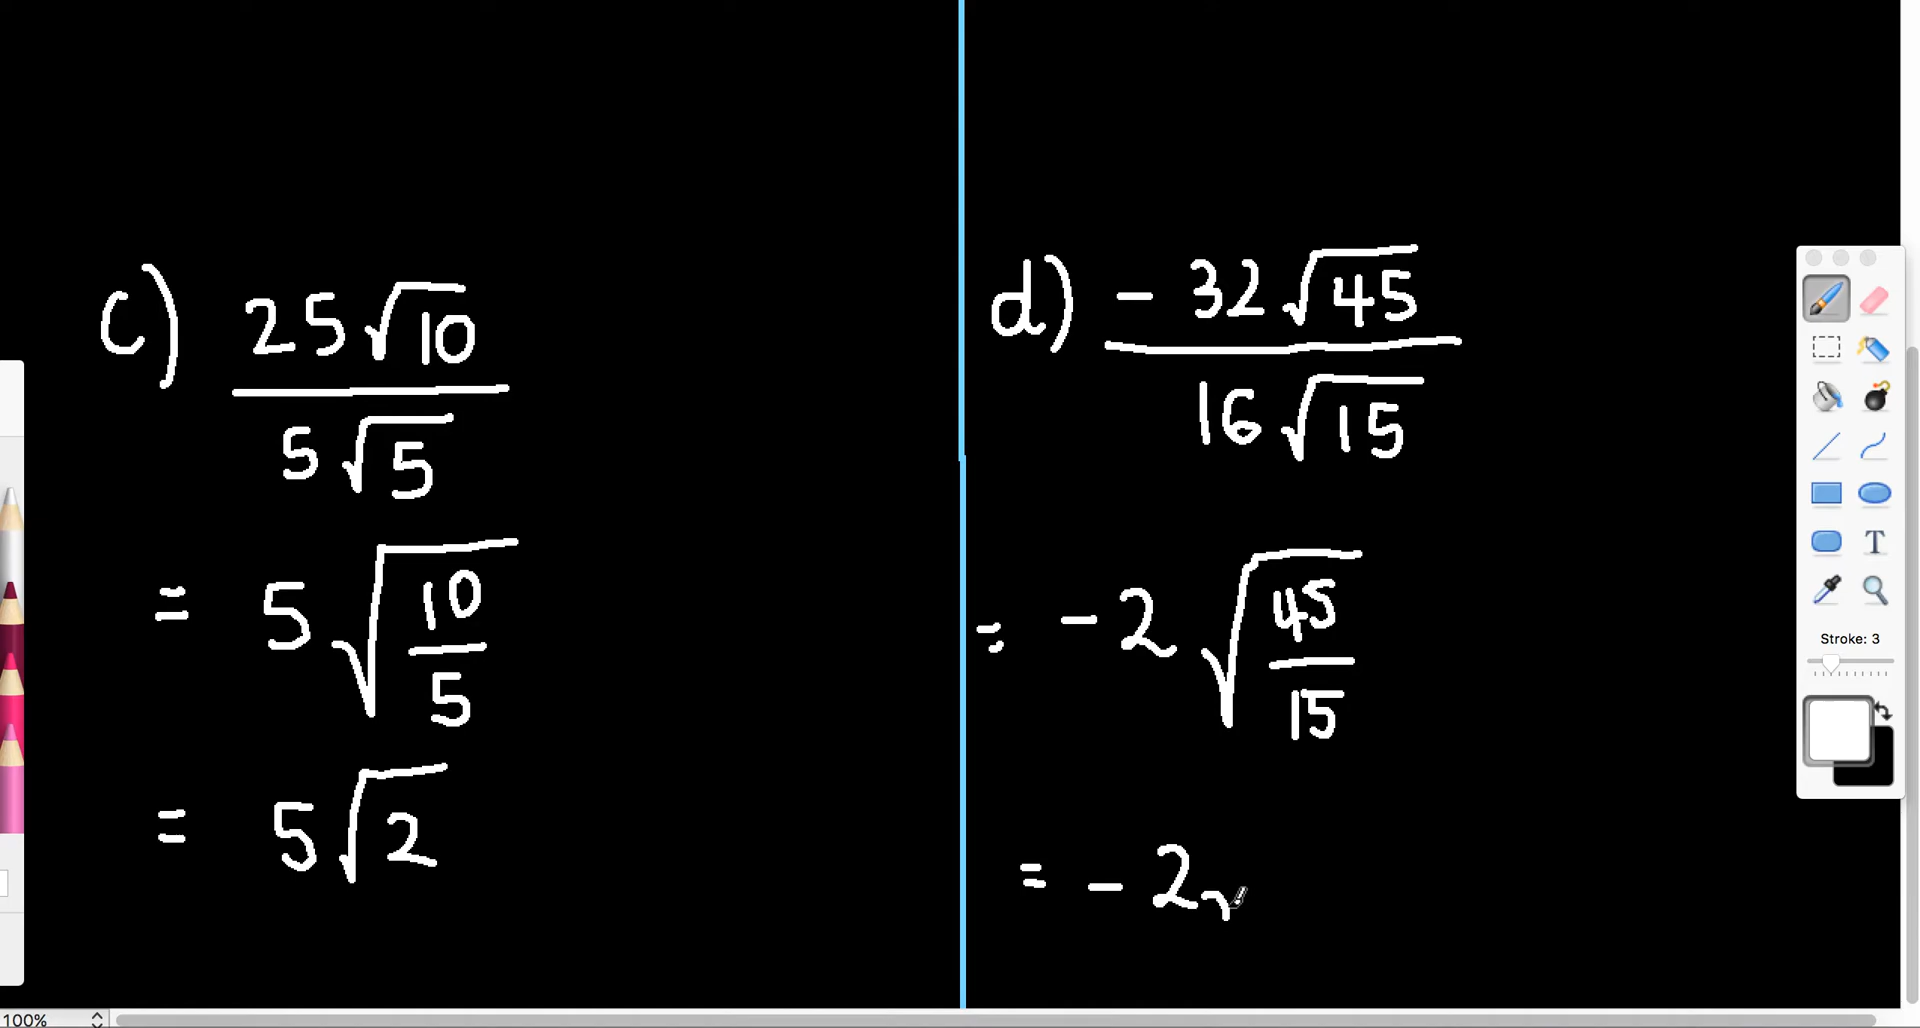 c) 25√10
5√5
= 5√10/5
= 5√2
d) - 32√45
16√15
= -2√45/15
= -2√
Stroke: 3
T
100%